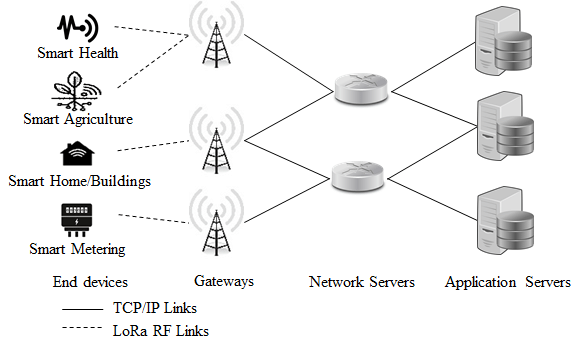 Smart Health
Smart Agriculture
Smart Home/Buildings
Smart Metering
End devices
Gateways
Network Servers
Application Servers
TCP/IP Links
LoRa RF Links